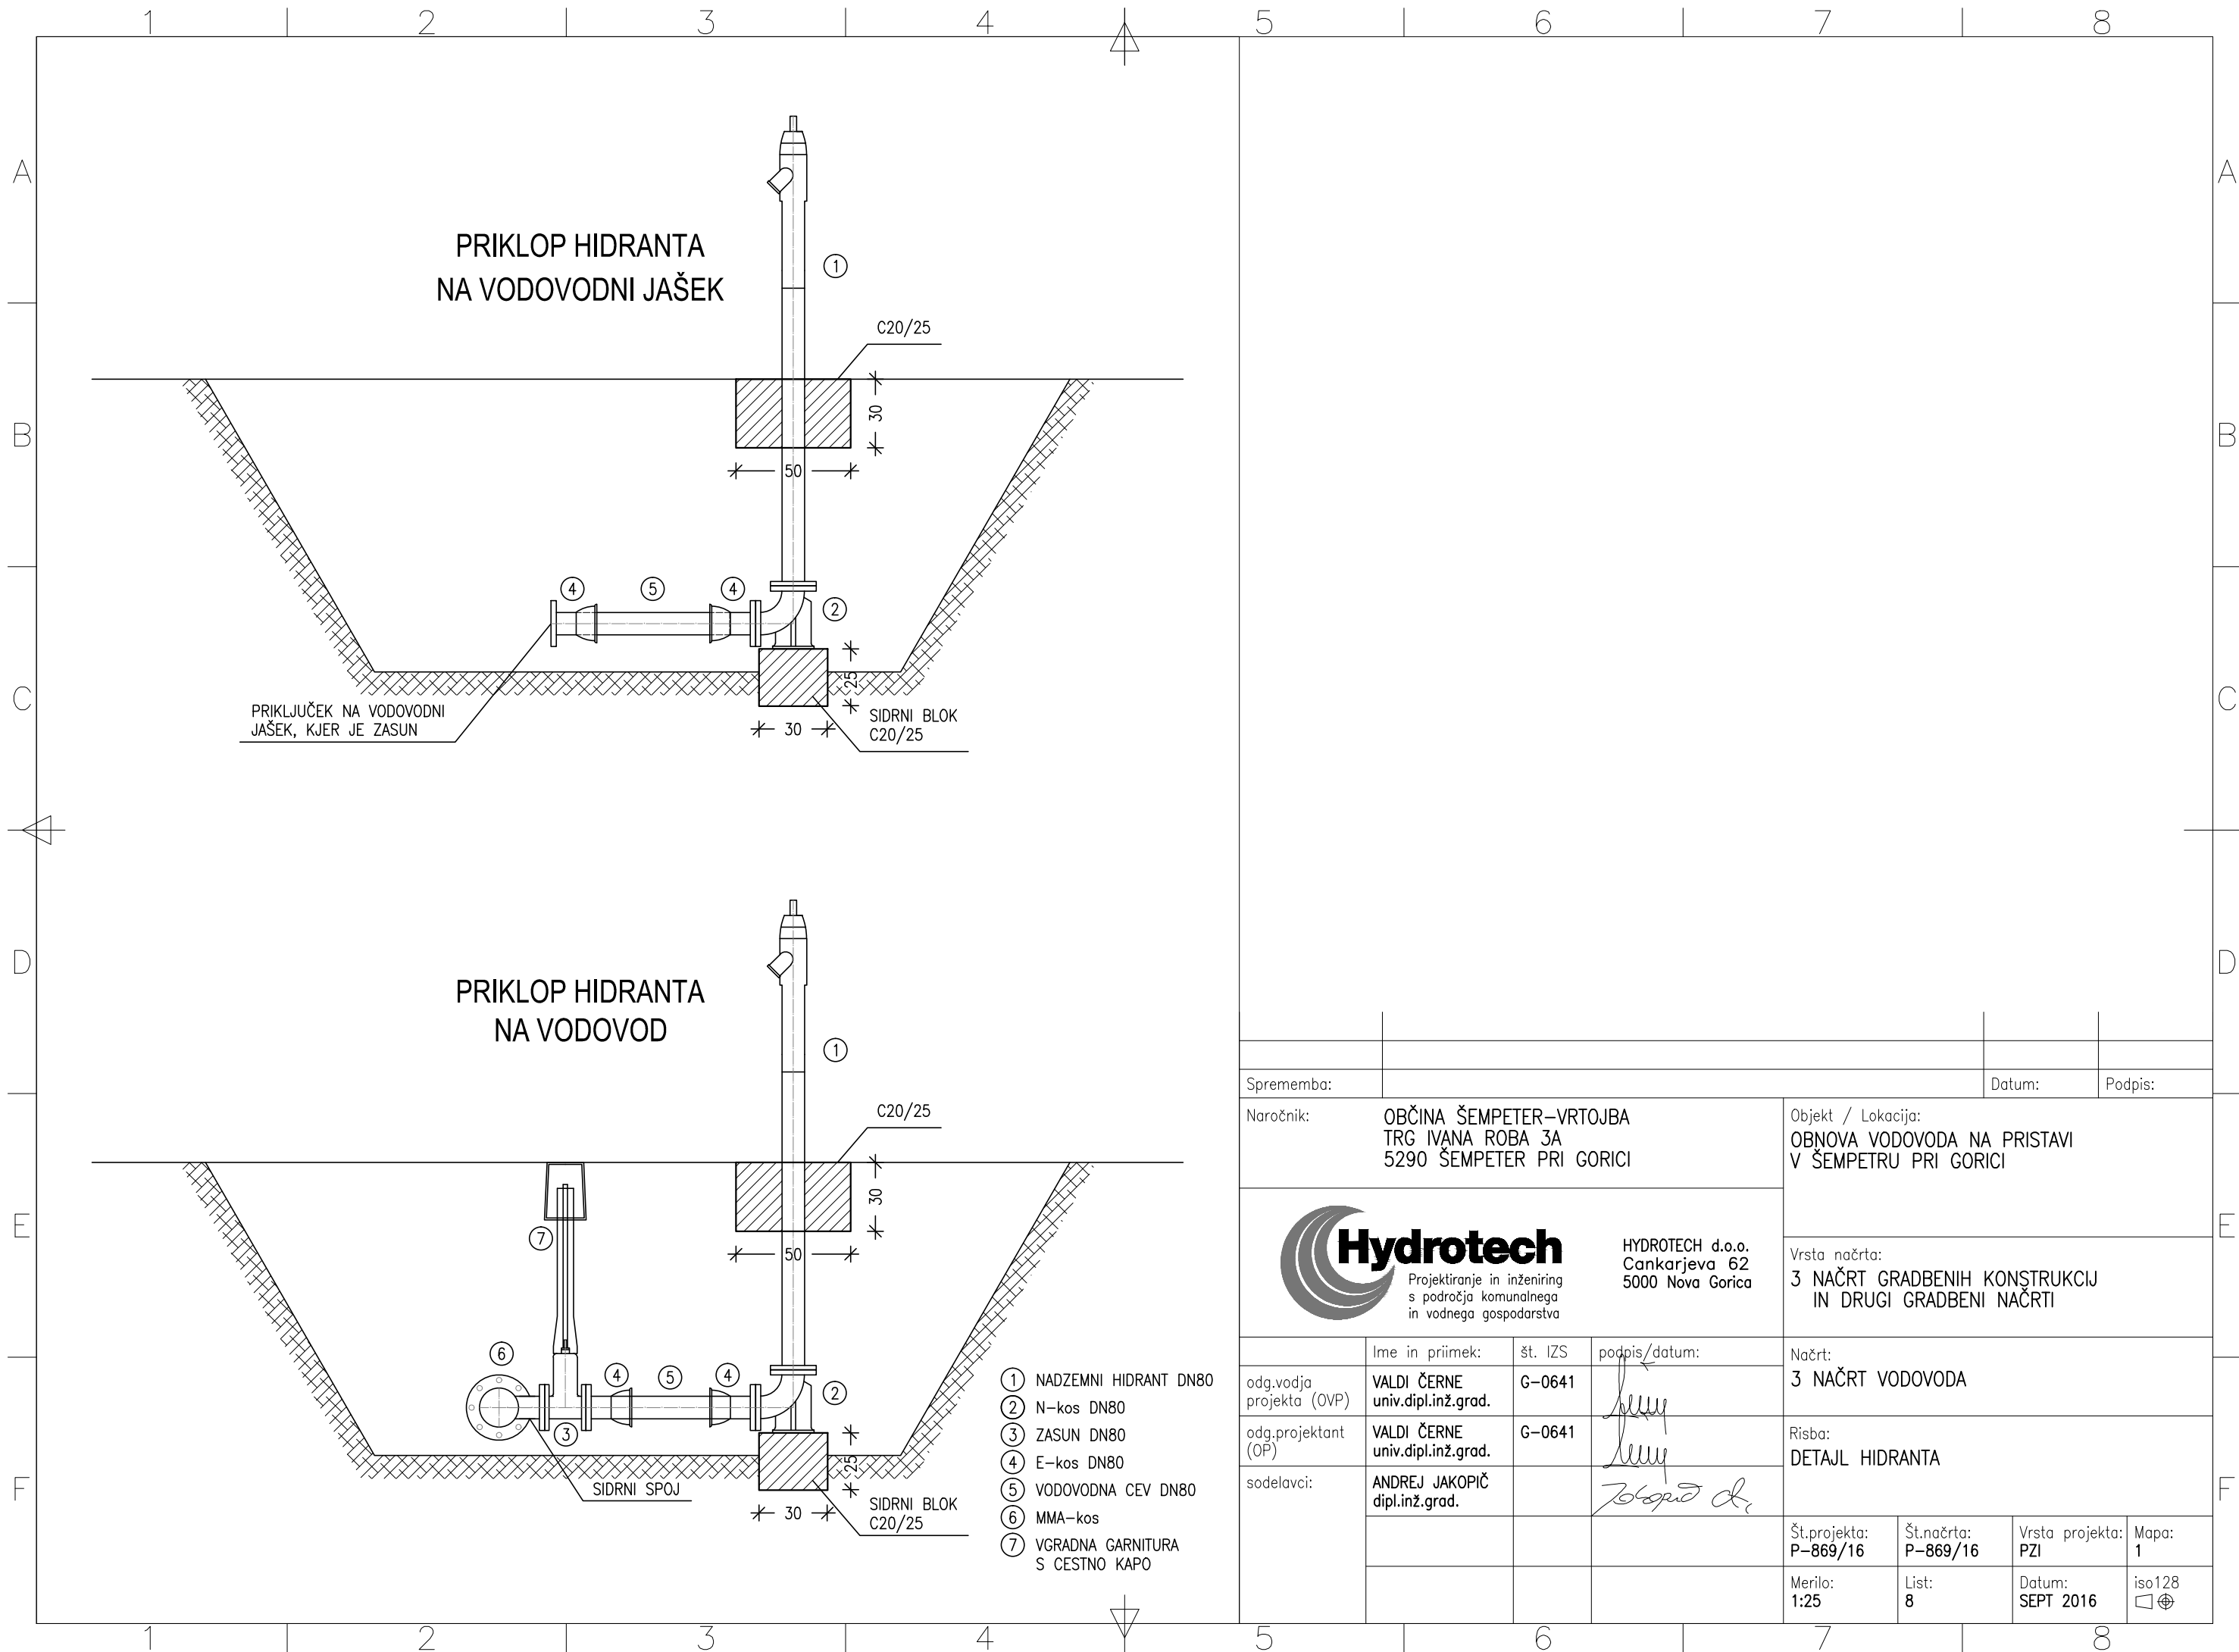 1 2 3 4 5 6 7 8
A A
B B
C C
D D
E E
F F
PRIKLOP HIDRANTA
NA VODOVODNI JAŠEK
1
C20/25
30
50
4 5 4
2
25
30
PRIKLJUČEK NA VODOVODNI
JAŠEK, KJER JE ZASUN
SIDRNI BLOK
C20/25
PRIKLOP HIDRANTA
NA VODOVOD
1
C20/25
30
50
7
6
4 5 4
2
3
25
30
SIDRNI SPOJ
SIDRNI BLOK
C20/25
1 NADZEMNI HIDRANT DN80
2 N-kos DN80
3 ZASUN DN80
4 E-kos DN80
5 VODOVODNA CEV DN80
6 MMA-kos
7 VGRADNA GARNITURA
S CESTNO KAPO
Sprememba: Datum: Podpis:
Naročnik:
OBČINA ŠEMPETER-VRTOJBA
TRG IVANA ROBA 3A
5290 ŠEMPETER PRI GORICI
Objekt / Lokacija:
OBNOVA VODOVODA NA PRISTAVI
V ŠEMPETRU PRI GORICI
Hydrotech
Projektiranje in inženiring
s področja komunalnega
in vodnega gospodarstva
HYDROTECH d.o.o.
Cankarjeva 62
5000 Nova Gorica
Vrsta načrta:
3 NAČRT GRADBENIH KONSTRUKCIJ
IN DRUGI GRADBENI NAČRTI
Ime in priimek: št. IZS podpis/datum:
odg.vodja
projekta (OVP)
VALDI ČERNE
univ.dipl.inž.grad.
G-0641
odg.projektant
(OP)
VALDI ČERNE
univ.dipl.inž.grad.
G-0641
sodelavci:
ANDREJ JAKOPIČ
dipl.inž.grad.
Načrt:
3 NAČRT VODOVODA
Risba:
DETAJL HIDRANTA
Št.projekta:
P-869/16
Št.načrta:
P-869/16
Vrsta projekta:
PZI
Mapa:
1
Merilo:
1:25
List:
8
Datum:
SEPT 2016
iso128
1 2 3 4 5 6 7 8